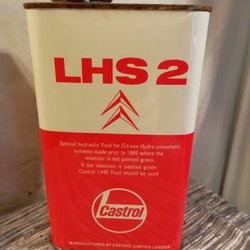 LHS 2
Special hydraulic fluid for Citroen Hydro-pneumatic
systems made prior to 1966 where the
reservoir is not painted green
If the reservoir is painted green
Castrol LHM fluid should be used
Castrol
MANUFACTURED BY CASTROL LIMITED LONDON